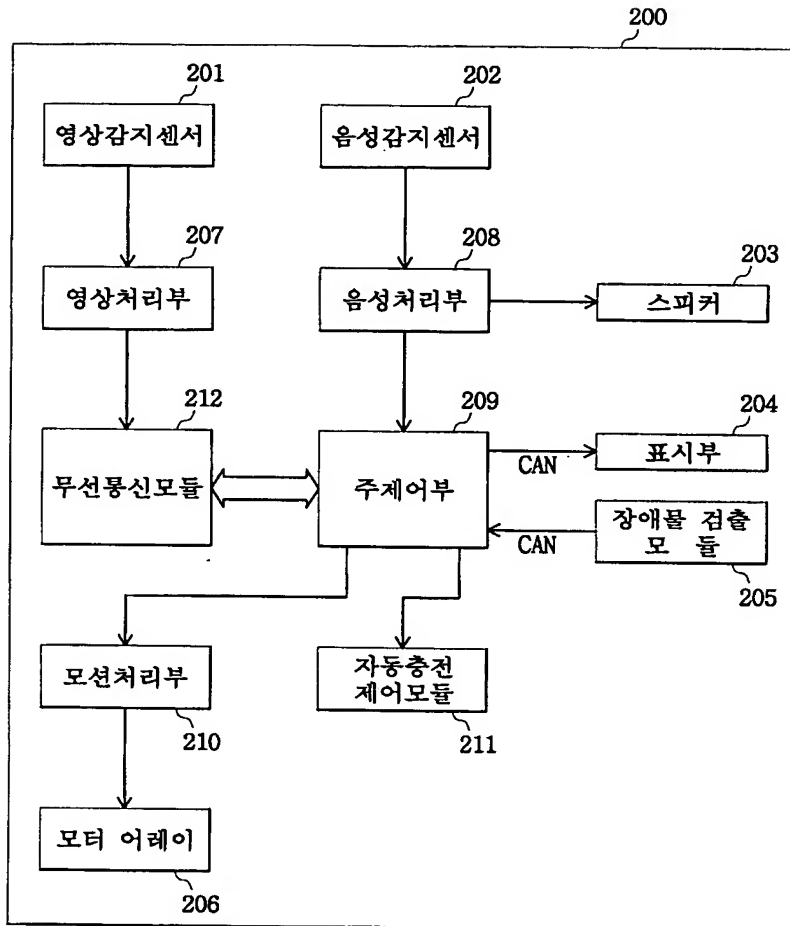 200
201
202
영상감지센서
음성감지센서
207
208
203
영상처리부
음성처리부
스피커
212
209
204
무선통신모듈
주제어부
CAN
표시부
CAN
장애물 검출
모 듈
205
모션처리부
210
자동충전
제어모듈
211
모터 어레이
206